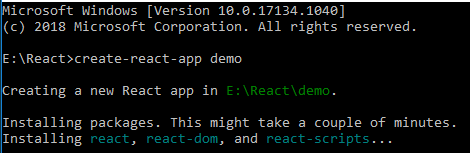 Microsoft Windows [Version 10.0.17134.1040]
(c) 2018 Microsoft Corporation. All rights reserved.
E:\React>create-react-app demo
Creating a new React app in E:\React\demo.
Installing packages. This might take a couple of minutes.
Installing react, react-dom, and react-scripts...